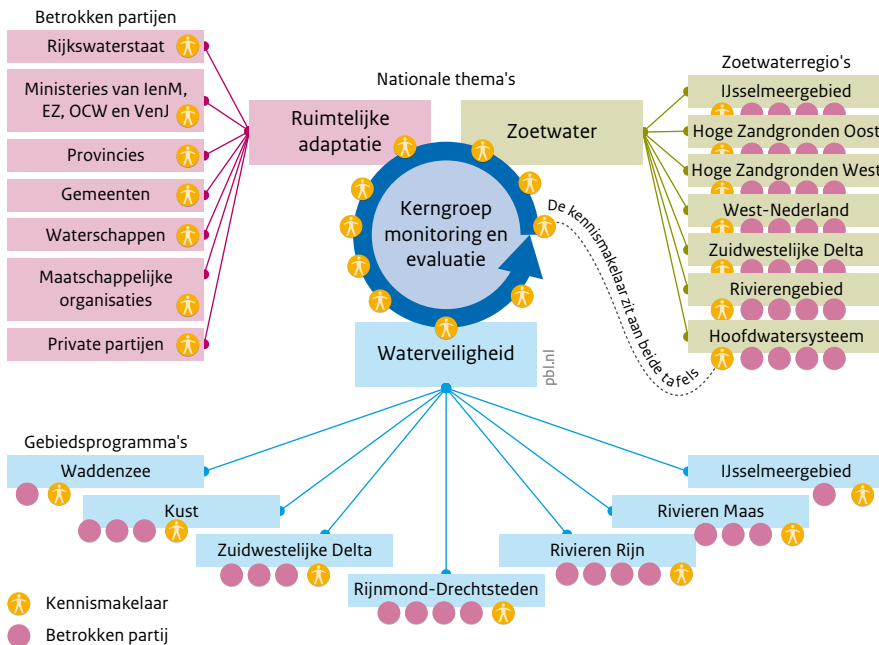 Betrokken partijen
Rijkswaterstaat
Ministeries van IenM,
EZ, OCW en VenJ
Provincies
Gemeenten
Waterschappen
Maatschappelijke
organisaties
Private partijen
Nationale thema's
Ruimtelijke
adaptatie
Zoetwater
Kerngroep
monitoring en
evaluatie
Waterveiligheid
pbl.nl
De kennismakelaar zit aan beide tafels
Zoetwaterregio's
IJsselmeergebied
Hoge Zandgronden Oost
Hoge Zandgronden West
West-Nederland
Zuidwestelijke Delta
Rivierengebied
Hoofdwatersysteem
Gebiedsprogramma's
Waddenzee
Kust
Zuidwestelijke Delta
Rijnmond-Drechtsteden
Rivieren Rijn
Rivieren Maas
IJsselmeergebied
Kennismakelaar
Betrokken partij